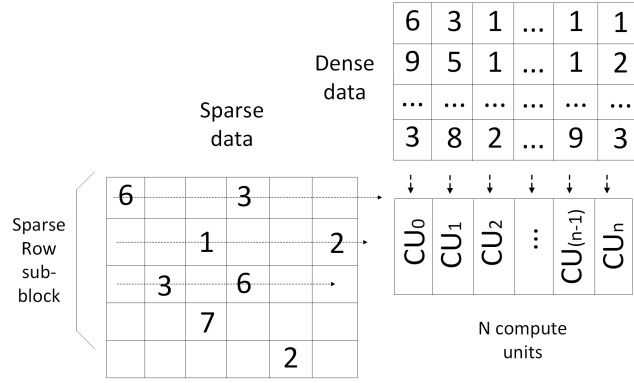 6 3 1 ... 1 1
9 5 1 ... 1 2
... ... ... ... ... ...
3 8 2 ... 9 3
Dense
data
Sparse
data
6 3
1 2
3 6
7
2
Sparse
Row
sub-
block
CU0 CU1 CU2 ... CU(n-1) CUn
N compute
units